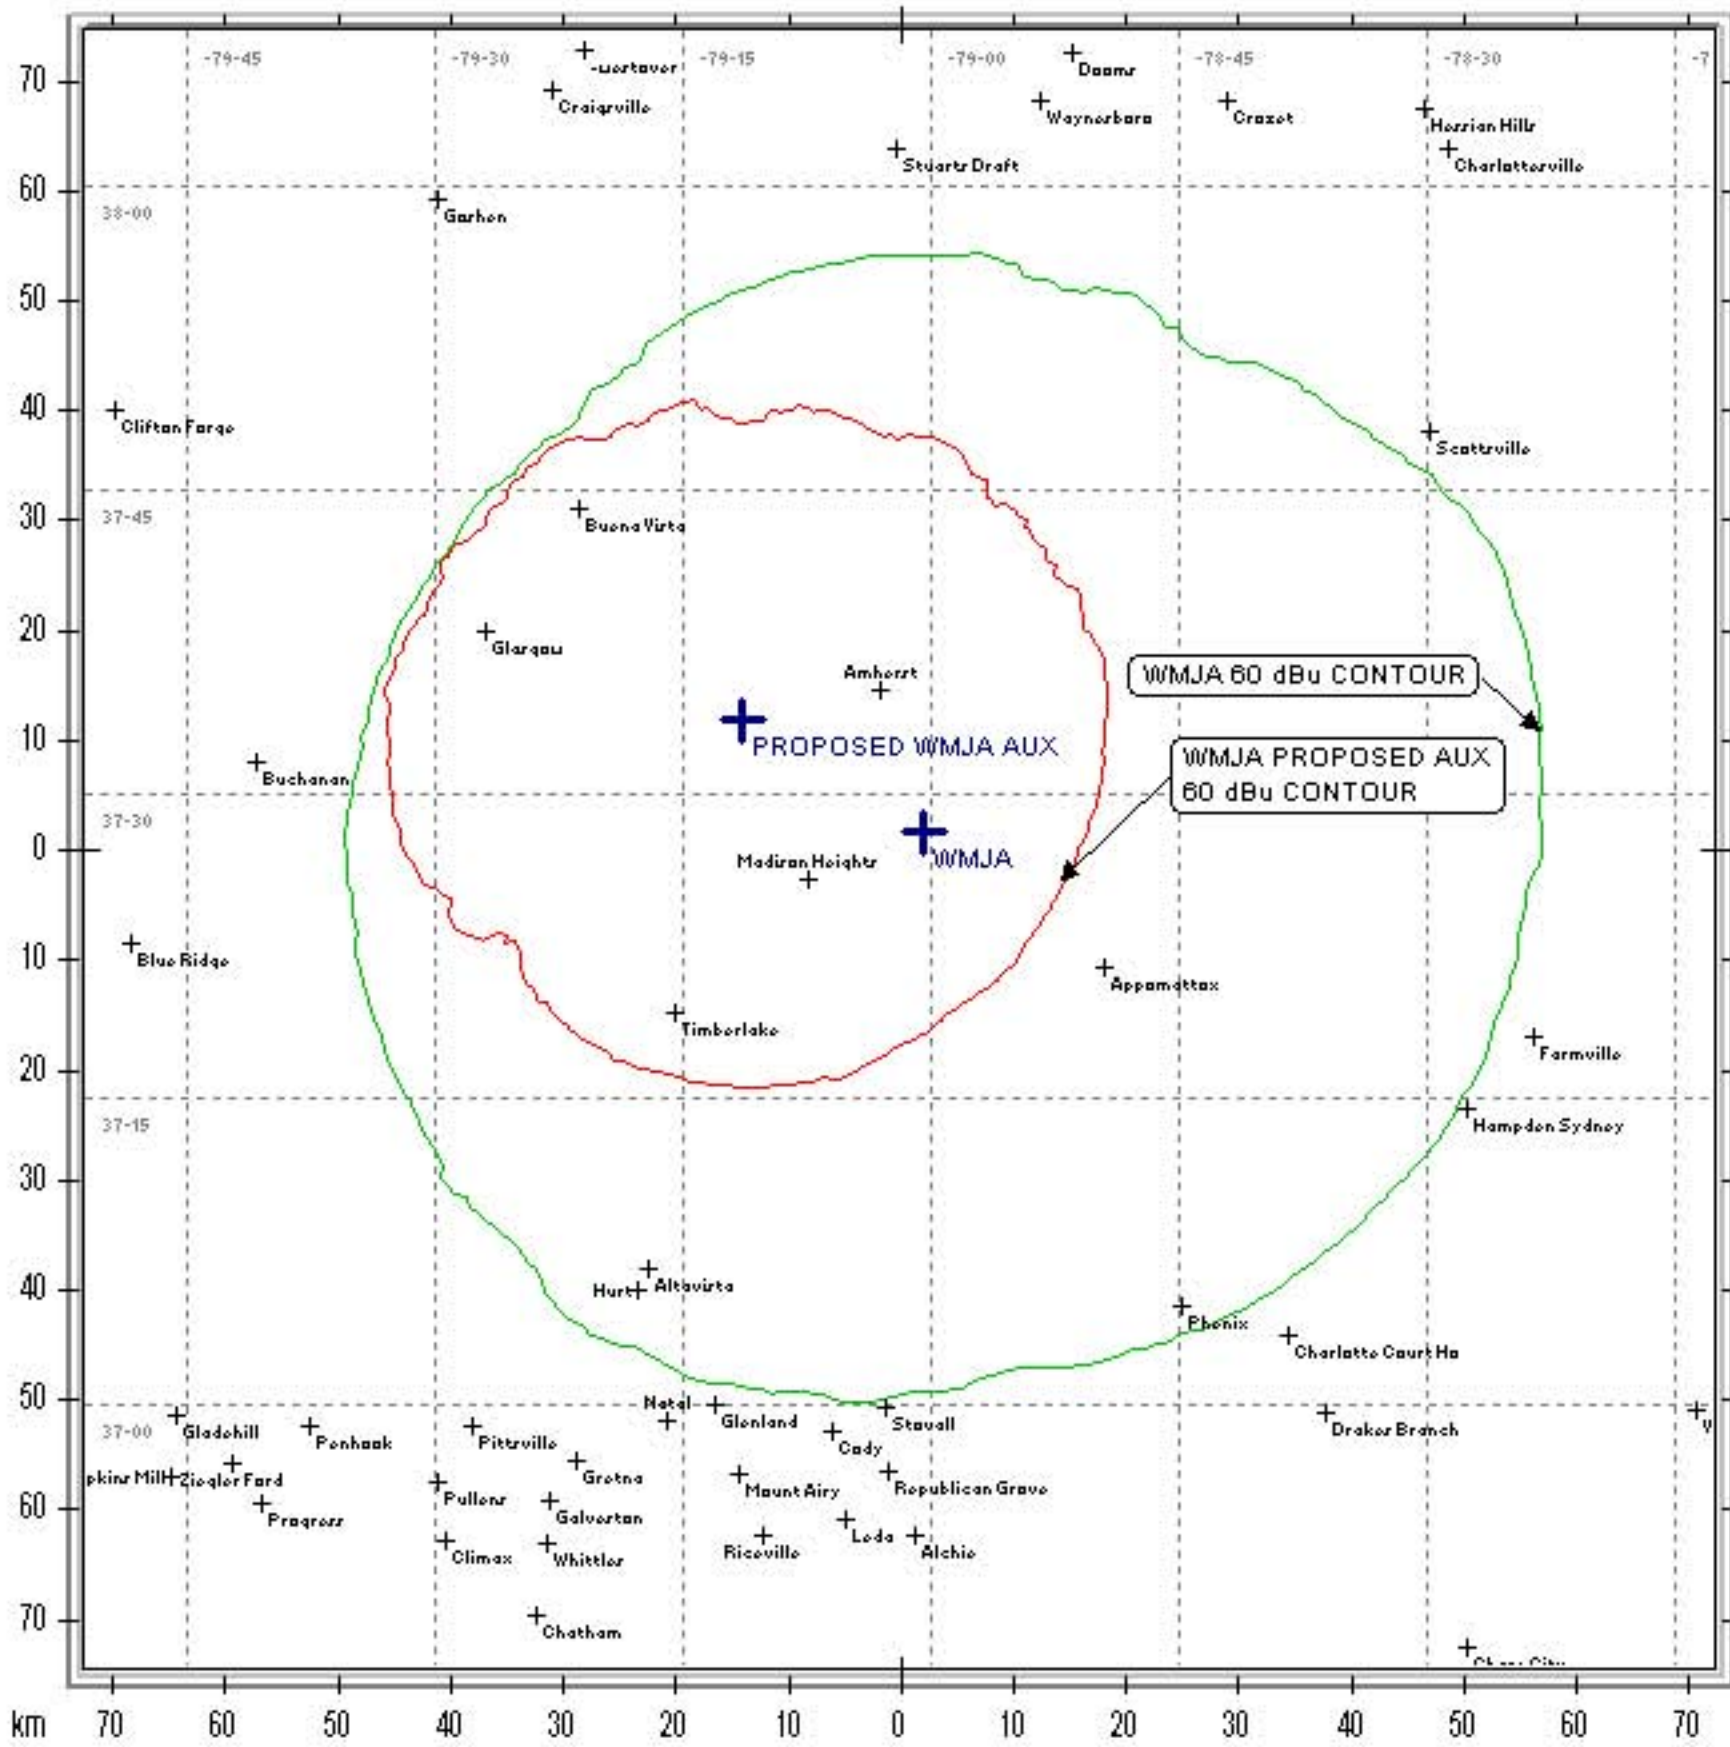 70
-79-45
-79-30
-79-15
-79-00
-78-45
-78-30
-7
Dooms
Craigsville
Waynesboro
Crozet
Hessian Hills
Stuarts Draft
Charlottesville
60
38-00
Goshen
50
40
Clifton Forge
Scottsville
30
37-45
Buena Vista
20
Glasgow
Amherst
WMJA 60 dBu CONTOUR
10
PROPOSED WMJA AUX
WMJA PROPOSED AUX
60 dBu CONTOUR
Buchanan
37-30
0
Madison Heights
WMJA
10
Blue Ridge
Appomattox
Timberlake
Farmville
20
37-15
Hampden Sydney
30
40
Hurt
Altavista
Phenix
Charlotte Court Ho
50
37-00
Gladehill
Penhook
Pittsville
Natal
Glenland
Stovall
Cody
Drakes Branch
V
pkins Mill
Ziegler Ford
Gretna
Mount Airy
Republican Grove
60
Pullens
Progress
Galveston
Leda
Climax
Whittles
Riceville
Alchie
70
Chatham
Chase City
km
70
60
50
40
30
20
10
0
10
20
30
40
50
60
70